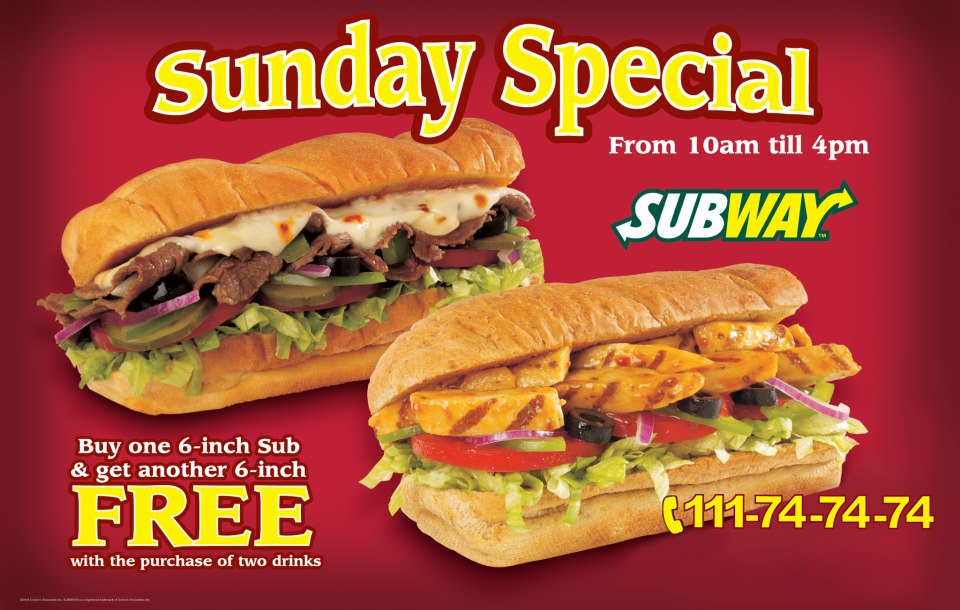 Sunday Special
From 10am till 4pm
SUBWAY™
Buy one 6-inch Sub
& get another 6-inch
FREE
with the purchase of two drinks
111-74-74-74